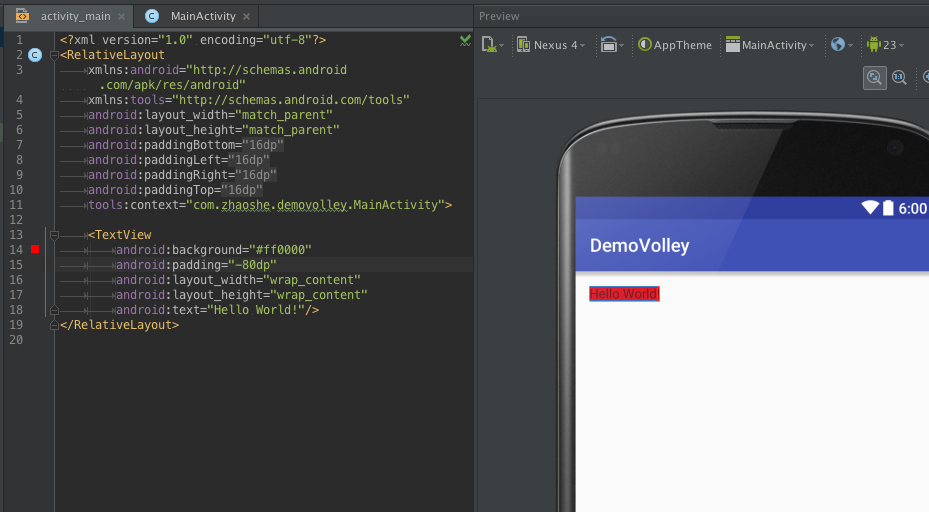 activity_main
MainActivity
Preview
1 <?xml version="1.0" encoding="utf-8"?>
2 <RelativeLayout
3 xmlns:android="http://schemas.android
.com/apk/res/android"
4 xmlns:tools="http://schemas.android.com/tools"
5 android:layout_width="match_parent"
6 android:layout_height="match_parent"
7 android:paddingBottom="16dp"
8 android:paddingLeft="16dp"
9 android:paddingRight="16dp"
10 android:paddingTop="16dp"
11 tools:context="com.zhaoshe.demovolley.MainActivity">
12
13 <TextView
14 android:background="#ff0000"
15 android:padding="-80dp"
16 android:layout_width="wrap_content"
17 android:layout_height="wrap_content"
18 android:text="Hello World!"/>
19 </RelativeLayout>
20
Nexus 4
AppTheme
MainActivity
23
1:1
6:00
DemoVolley
Hello World!